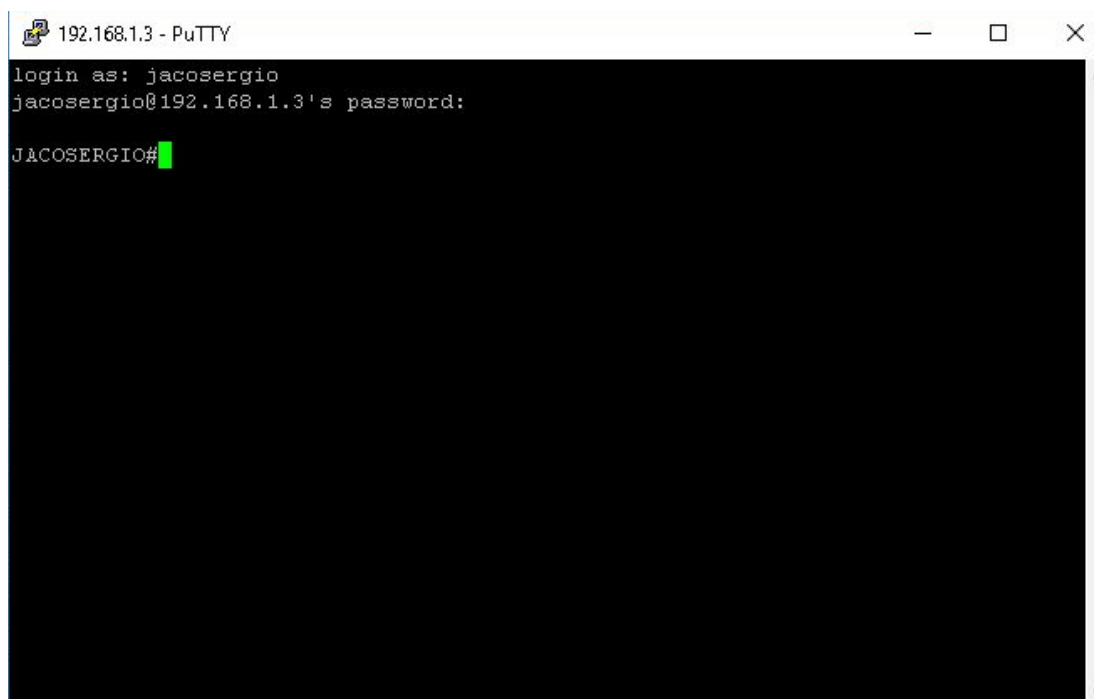 192.168.1.3 - PuTTY
login as: jacosergio
jacosergio@192.168.1.3's password:
JACOSERGIO#